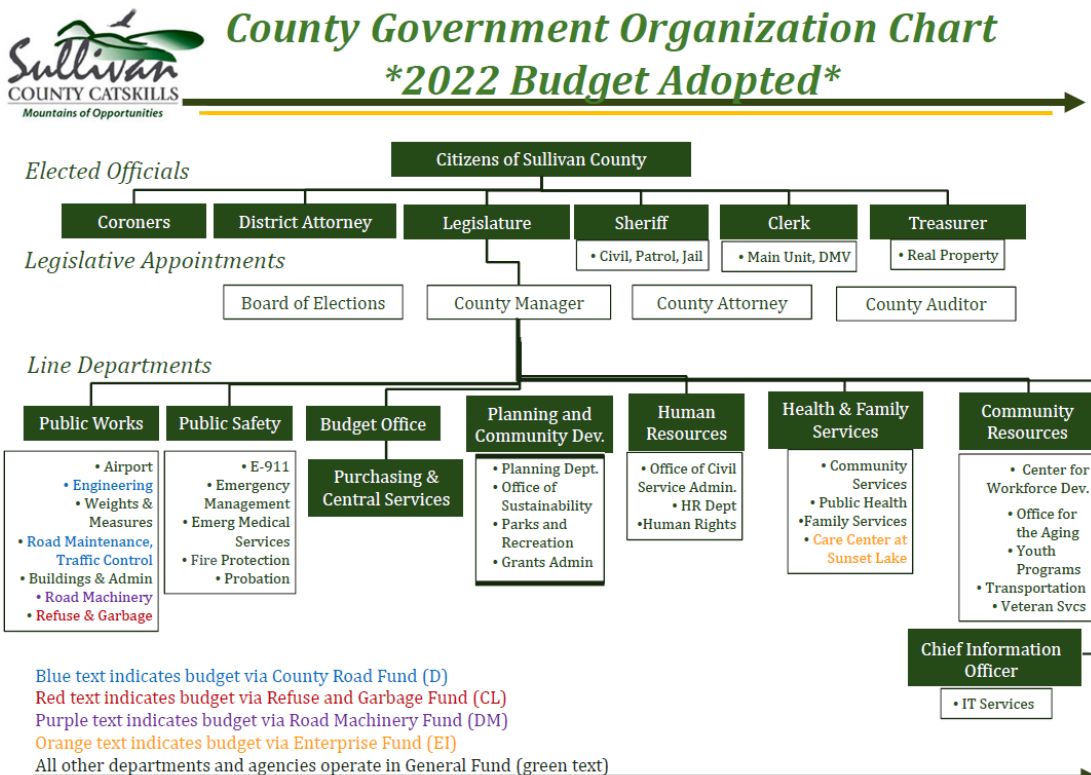 County Government Organization Chart
*2022 Budget Adopted*
Sullivan
COUNTY CATSKILLS
Mountains of Opportunities
Citizens of Sullivan County
Elected Officials
Coroners
District Attorney
Legislature
Sheriff
• Civil, Patrol, Jail
Clerk
• Main Unit, DMV
Treasurer
• Real Property
Legislative Appointments
Board of Elections
County Manager
County Attorney
County Auditor
Line Departments
Public Works
• Airport
• Engineering
• Weights &
Measures
• Road Maintenance,
Traffic Control
• Buildings & Admin
• Road Machinery
• Refuse & Garbage
Public Safety
• E-911
• Emergency
Management
• Emerg Medical
Services
• Fire Protection
• Probation
Budget Office
Purchasing &
Central Services
Planning and
Community Dev.
• Planning Dept.
• Office of
Sustainability
• Parks and
Recreation
• Grants Admin
Human
Resources
• Office of Civil
Service Admin.
• HR Dept
•Human Rights
Health & Family
Services
• Community
Services
• Public Health
•Family Services
• Care Center at
Sunset Lake
Community
Resources
• Center for
Workforce Dev.
• Office for
the Aging
• Youth
Programs
• Transportation
• Veteran Svcs
Chief Information
Officer
• IT Services
Blue text indicates budget via County Road Fund (D)
Red text indicates budget via Refuse and Garbage Fund (CL)
Purple text indicates budget via Road Machinery Fund (DM)
Orange text indicates budget via Enterprise Fund (EI)
All other departments and agencies operate in General Fund (green text)